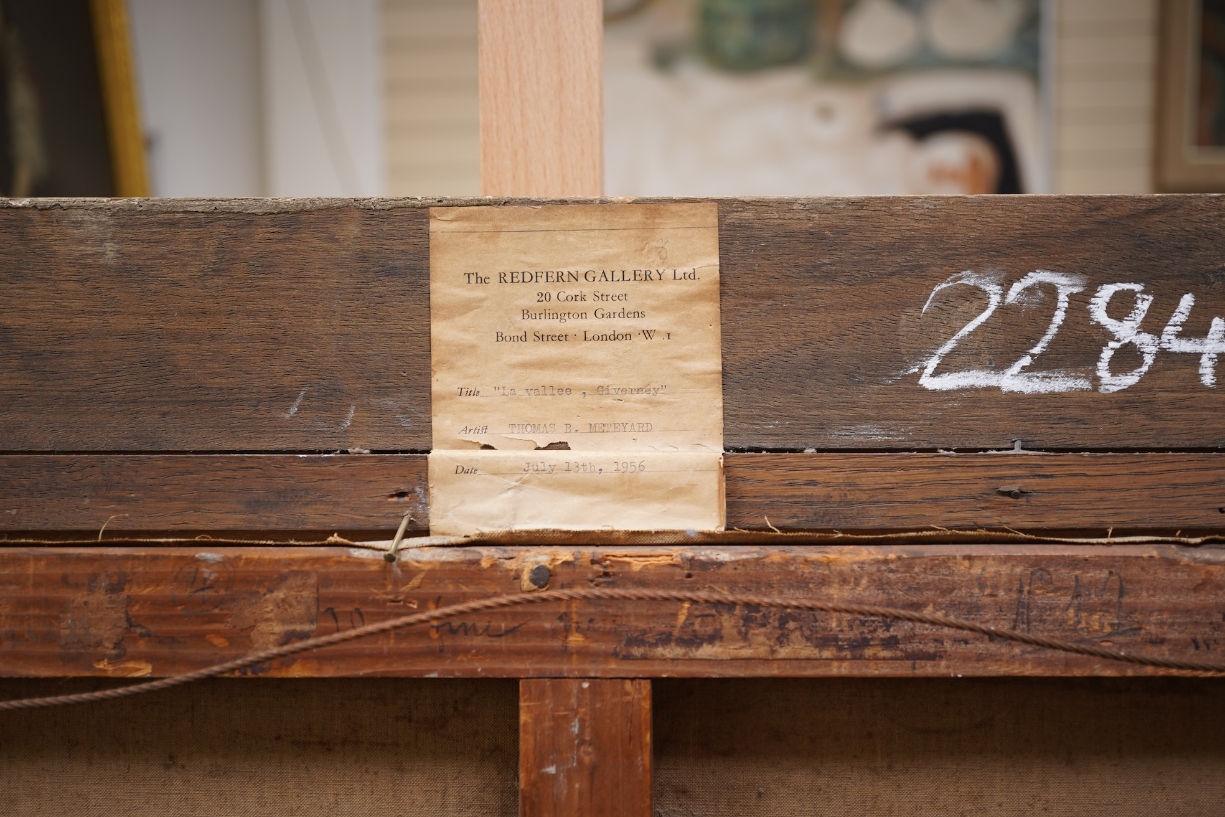 The REDFERN GALLERY Ltd.
20 Cork Street
Burlington Gardens
Bond Street · London · W .1
Title "La vallee , Giverney"
Artist THOMAS B. METEYARD
Date July 13th, 1956
2284